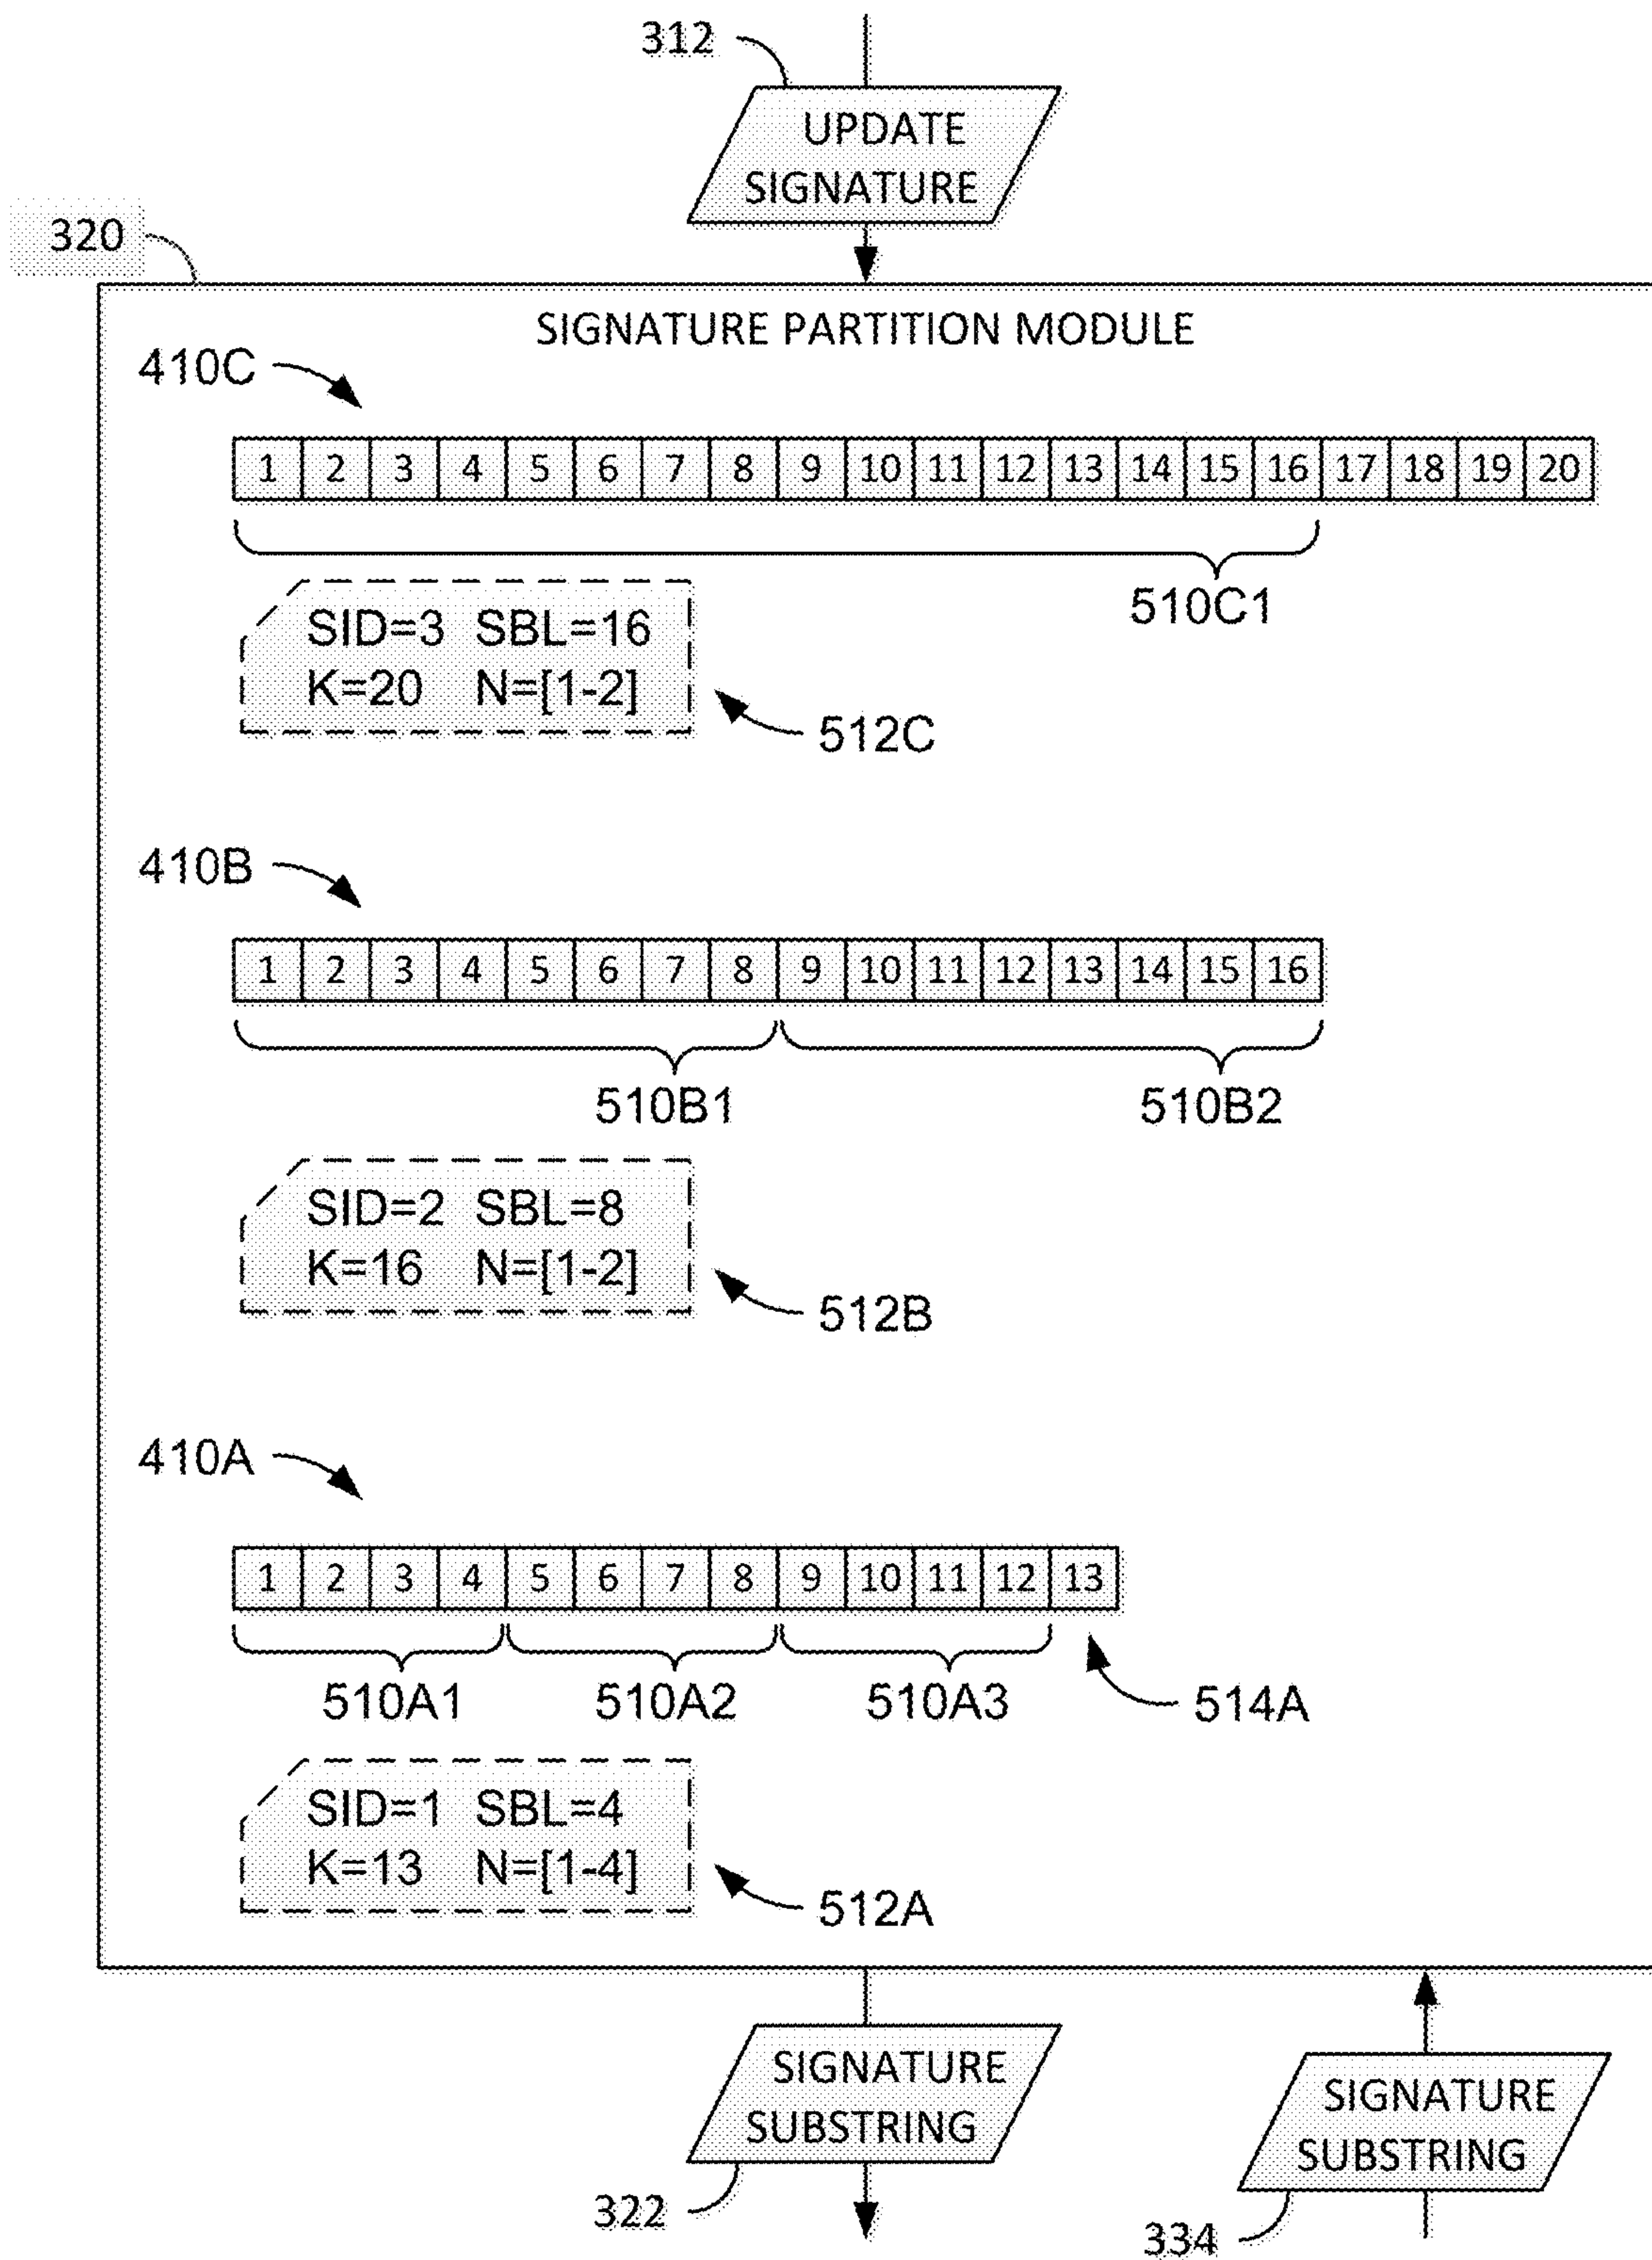 312
UPDATE
SIGNATURE
320
SIGNATURE PARTITION MODULE
410C
1 2 3 4 5 6 7 8 9 10 11 12 13 14 15 16 17 18 19 20
510C1
SID=3 SBL=16
K=20 N=[1-2]
512C
410B
1 2 3 4 5 6 7 8 9 10 11 12 13 14 15 16
510B1 510B2
SID=2 SBL=8
K=16 N=[1-2]
512B
410A
1 2 3 4 5 6 7 8 9 10 11 12 13
510A1 510A2 510A3 514A
SID=1 SBL=4
K=13 N=[1-4]
512A
SIGNATURE
SUBSTRING
322
SIGNATURE
SUBSTRING
334